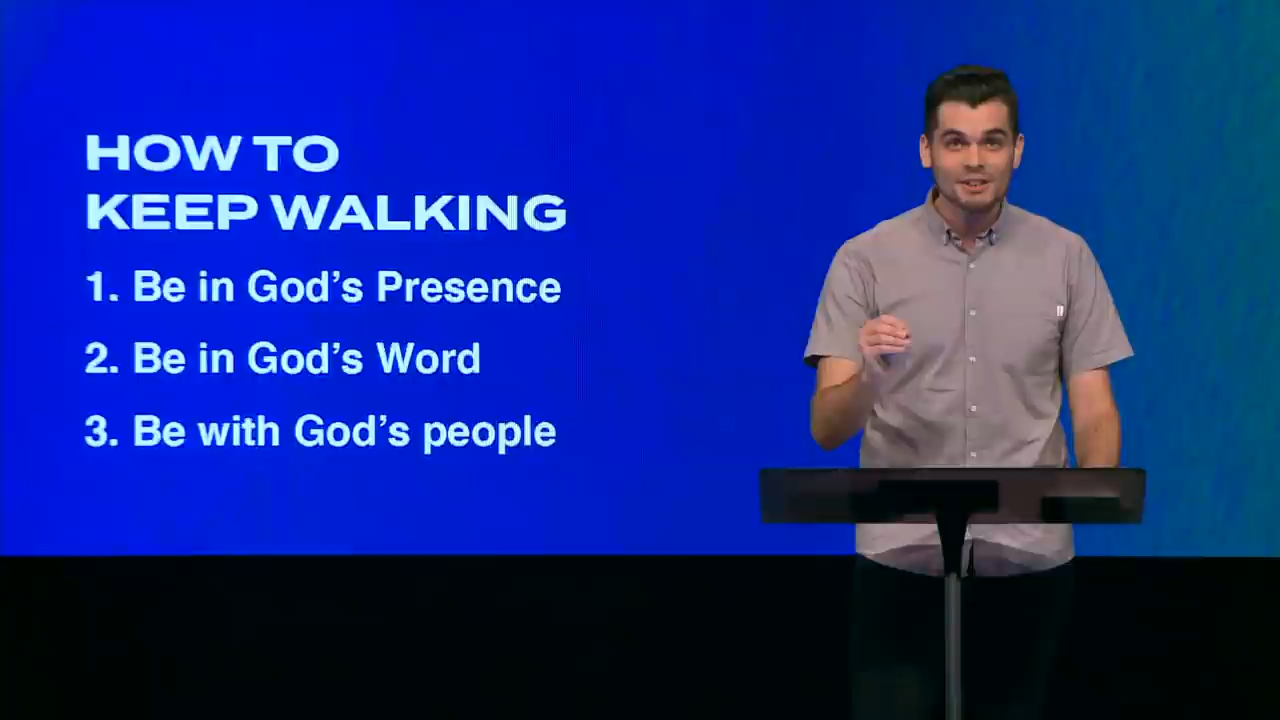 HOW TO
KEEP WALKING
1. Be in God’s Presence
2. Be in God’s Word
3. Be with God’s people